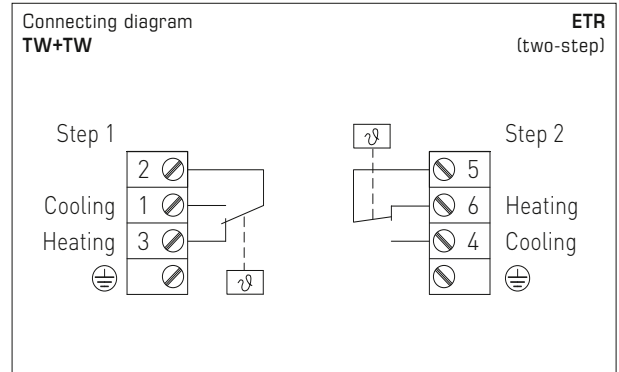 Connecting diagram
TW+TW
ETR
(two-step)
Step 1
2
Cooling 1
Heating 3
ϑ
ϑ
Step 2
5
6 Heating
4 Cooling